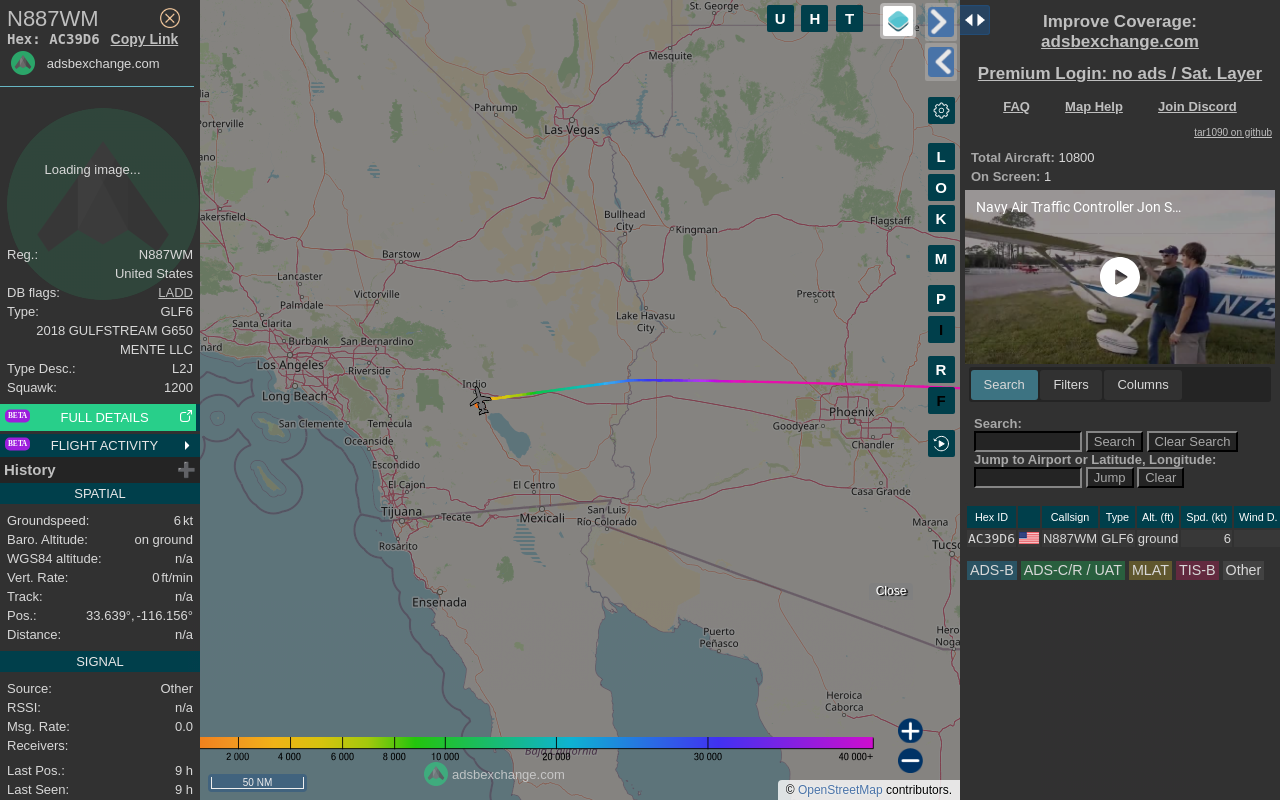 N887WM
Hex: AC39D6 Copy Link
adsbexchange.com
Loading image...
Reg.: N887WM
United States
DB flags: LADD
Type: GLF6
2018 GULFSTREAM G650
MENTE LLC
Type Desc.: L2J
Squawk: 1200
BETA FULL DETAILS
BETA FLIGHT ACTIVITY
History
SPATIAL
Groundspeed: 6 kt
Baro. Altitude: on ground
WGS84 altitude: n/a
Vert. Rate: 0 ft/min
Track: n/a
Pos.: 33.639°, -116.156°
Distance: n/a
SIGNAL
Source: Other
RSSI: n/a
Msg. Rate: 0.0
Receivers:
Last Pos.: 9 h
Last Seen: 9 h
St. George
Mesquite
Pahrump
Las Vegas
Porterville
akersfield
Bullhead
City
Kingman
Flagstaff
Barstow
Lancaster
Palmdale
Victorville
Prescott
Lake Havasu
City
Santa Clarita
nard
Burbank
San Bernardino
Los Angeles
Riverside
Indio
Long Beach
San Clemente
Temecula
Oceanside
Escondido
El Cajon
El Centro
Tijuana
Tecate
Mexicali
San Luis
Río Colorado
Rosarito
Ensenada
Phoenix
Goodyear
Chandler
Casa Grande
Marana
Tucso
Puerto
Peñasco
Hero
Noga
Heroica
Caborca
Baja California
U H T
L
O
K
M
P
I
R
F
Close
2 000 4 000 6 000 8 000 10 000 20 000 30 000 40 000+
adsbexchange.com
50 NM
© OpenStreetMap contributors.
Improve Coverage:
adsbexchange.com
Premium Login: no ads / Sat. Layer
FAQ Map Help Join Discord
tar1090 on github
Total Aircraft: 10800
On Screen: 1
Navy Air Traffic Controller Jon S...
N73
Search Filters Columns
Search:
Search Clear Search
Jump to Airport or Latitude, Longitude:
Jump Clear
Hex ID Callsign Type Alt. (ft) Spd. (kt) Wind D.
AC39D6 N887WM GLF6 ground 6
ADS-B ADS-C/R / UAT MLAT TIS-B Other